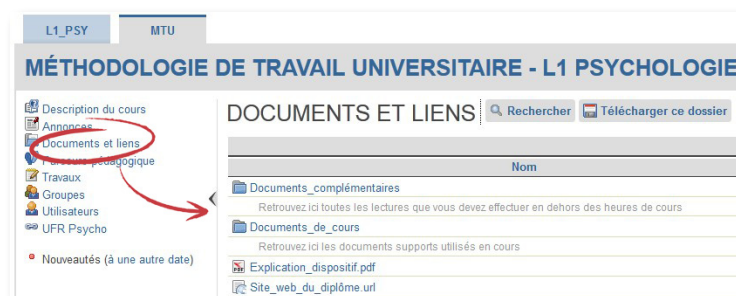 L1_PSY MTU
MÉTHODOLOGIE DE TRAVAIL UNIVERSITAIRE - L1 PSYCHOLOGIE
Description du cours
Annonces
Documents et liens
Parcours pédagogique
Travaux
Groupes
Utilisateurs
UFR Psycho
Nouveautés (à une autre date)
DOCUMENTS ET LIENS Rechercher Télécharger ce dossier
Nom
Documents_complémentaires
Retrouvez ici toutes les lectures que vous devez effectuer en dehors des heures de cours
Documents_de_cours
Retrouvez ici les documents supports utilisés en cours
Explication_dispositif.pdf
Site_web_du_diplôme.url